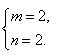 m = 2,
n = 2.